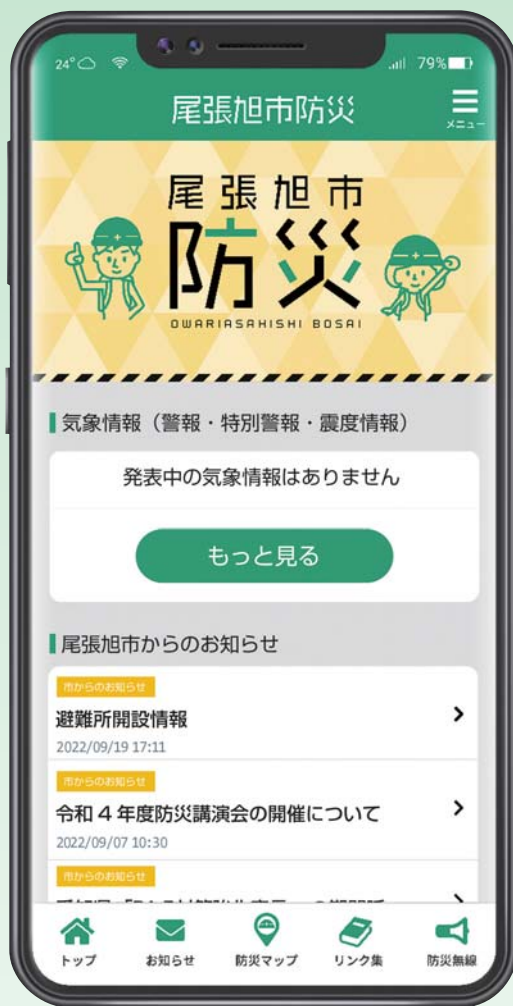 24°
79%
尾張旭市防災
メニュー
尾張旭市
防災
OWARIASAHISHI BOSAI
気象情報(警報・特別警報・震度情報)
発表中の気象情報はありません
もっと見る
尾張旭市からのお知らせ
市からのお知らせ
避難所開設情報
2022/09/19 17:11
市からのお知らせ
令和4年度防災講演会の開催について
2022/09/07 10:30
市からのお知らせ
トップ
お知らせ
防災マップ
リンク集
防災無線